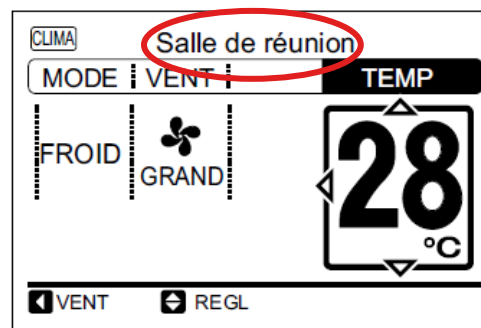 CLIMA Salle de réunion
MODE VENT TEMP
FROID GRAND 28 °C
VENT REGL